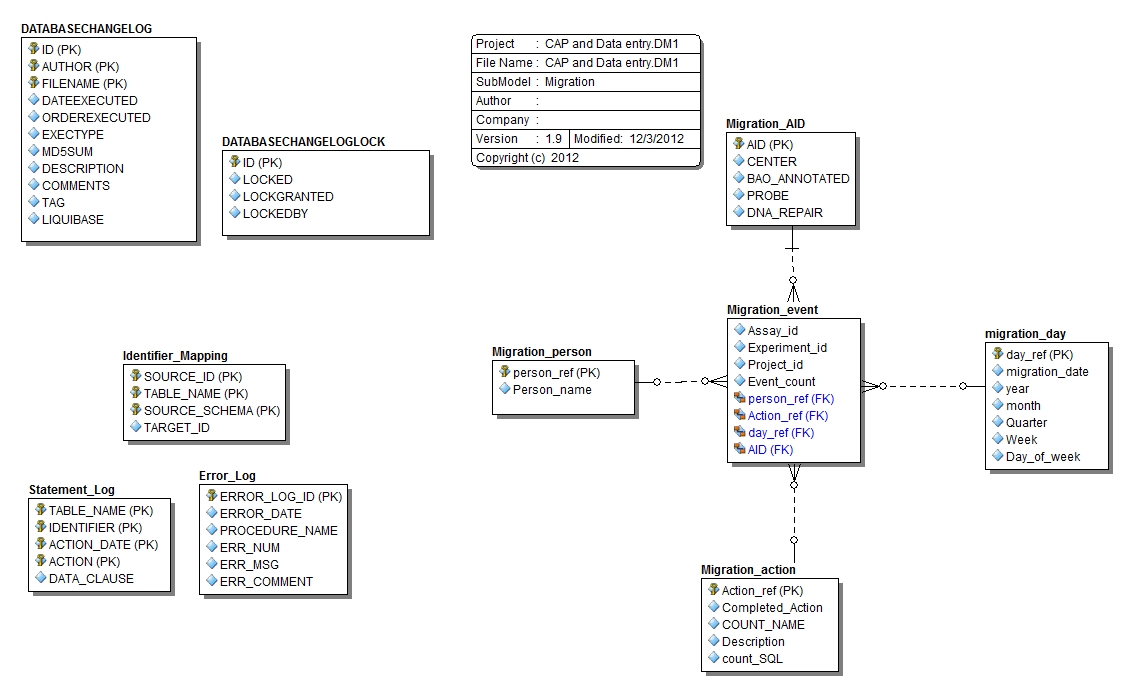 DATABASECHANGELOG
ID (PK)
AUTHOR (PK)
FILENAME (PK)
DATEEXECUTED
ORDEREXECUTED
EXECTYPE
MD5SUM
DESCRIPTION
COMMENTS
TAG
LIQUIBASE
DATABASECHANGELOGLOCK
ID (PK)
LOCKED
LOCKGRANTED
LOCKEDBY
Project : CAP and Data entry.DM1
File Name : CAP and Data entry.DM1
SubModel : Migration
Author :
Company :
Version : 1.9 Modified: 12/3/2012
Copyright (c) 2012
Migration_AID
AID (PK)
CENTER
BAO_ANNOTATED
PROBE
DNA_REPAIR
Migration_event
Assay_id
Experiment_id
Project_id
Event_count
person_ref (FK)
Action_ref (FK)
day_ref (FK)
AID (FK)
migration_day
day_ref (PK)
migration_date
year
month
Quarter
Week
Day_of_week
Migration_person
person_ref (PK)
Person_name
Identifier_Mapping
SOURCE_ID (PK)
TABLE_NAME (PK)
SOURCE_SCHEMA (PK)
TARGET_ID
Statement_Log
TABLE_NAME (PK)
IDENTIFIER (PK)
ACTION_DATE (PK)
ACTION (PK)
DATA_CLAUSE
Error_Log
ERROR_LOG_ID (PK)
ERROR_DATE
PROCEDURE_NAME
ERR_NUM
ERR_MSG
ERR_COMMENT
Migration_action
Action_ref (PK)
Completed_Action
COUNT_NAME
Description
count_SQL